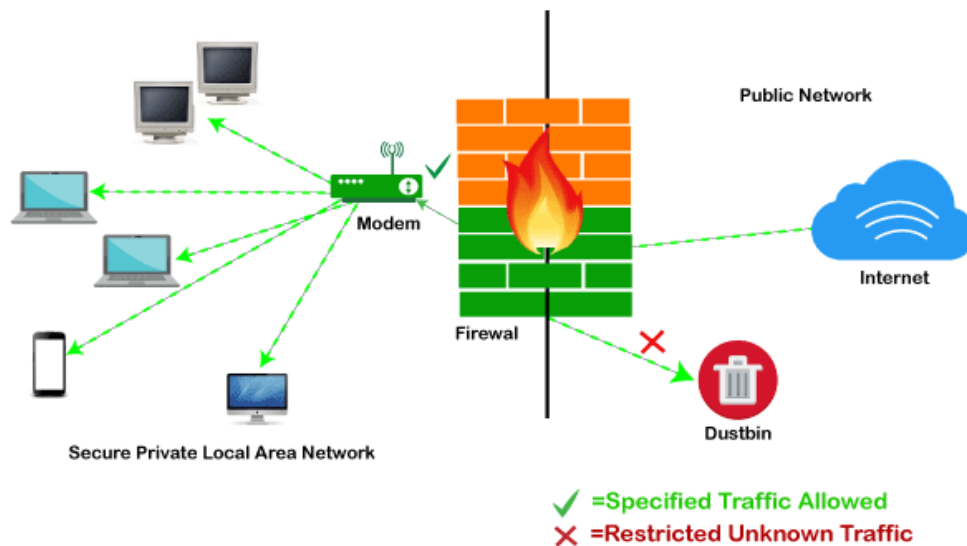 Public Network
Modem
Internet
Firewal
Dustbin
Secure Private Local Area Network
=Specified Traffic Allowed
=Restricted Unknown Traffic